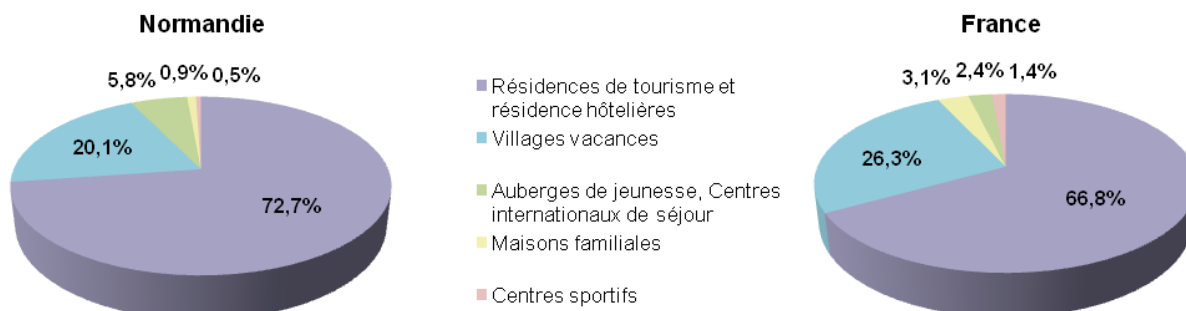 Normandie
5,8%
0,9%
0,5%
20,1%
72,7%
Résidences de tourisme et
résidence hôtelières
Villages vacances
Auberges de jeunesse, Centres
internationaux de séjour
Maisons familiales
Centres sportifs
France
3,1%
2,4%
1,4%
26,3%
66,8%